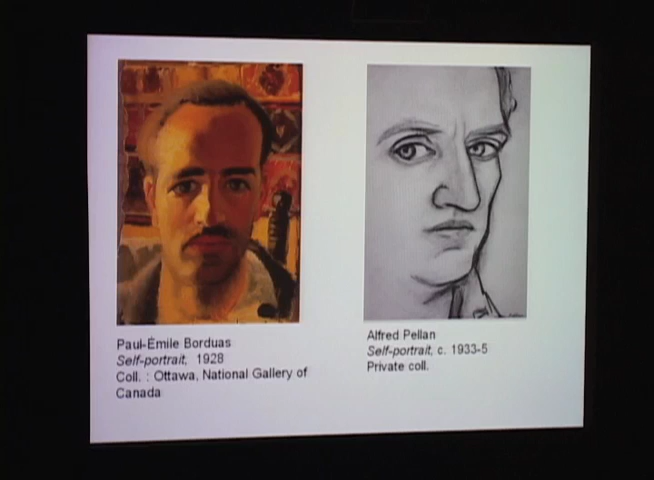 Paul-Émile Borduas
Self-portrait, 1928
Coll. : Ottawa, National Gallery of
Canada
Alfred Pellan
Self-portrait, c. 1933-5
Private coll.